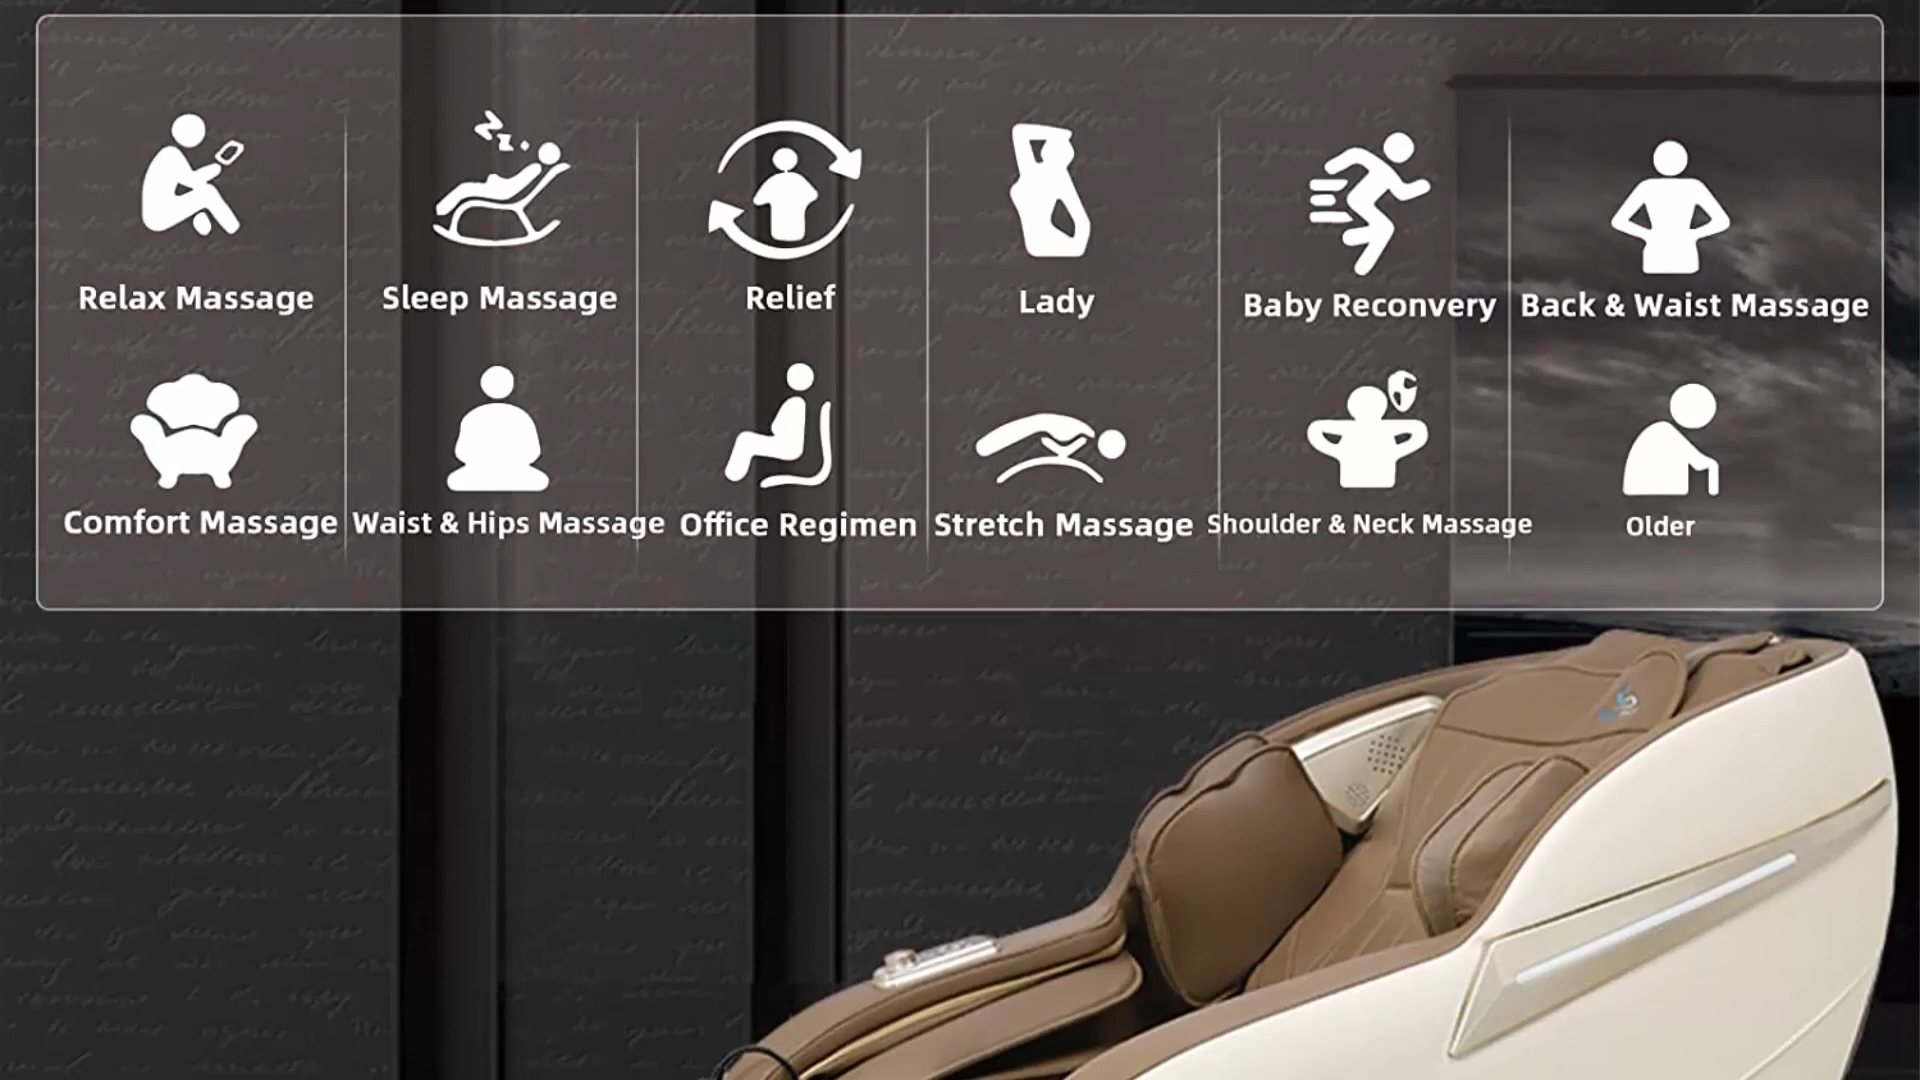 Relax Massage
Sleep Massage
Relief
Lady
Baby Reconvery
Back & Waist Massage
Comfort Massage
Waist & Hips Massage
Office Regimen
Stretch Massage
Shoulder & Neck Massage
Older